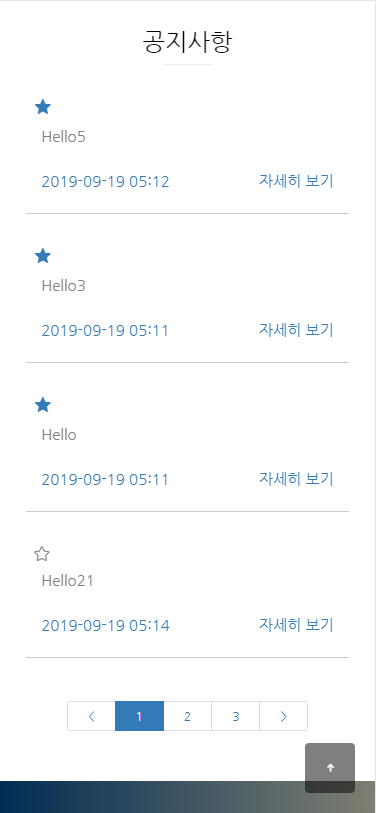 공지사항
Hello5
2019-09-19 05:12 자세히 보기
Hello3
2019-09-19 05:11 자세히 보기
Hello
2019-09-19 05:11 자세히 보기
Hello21
2019-09-19 05:14 자세히 보기
< 1 2 3 >